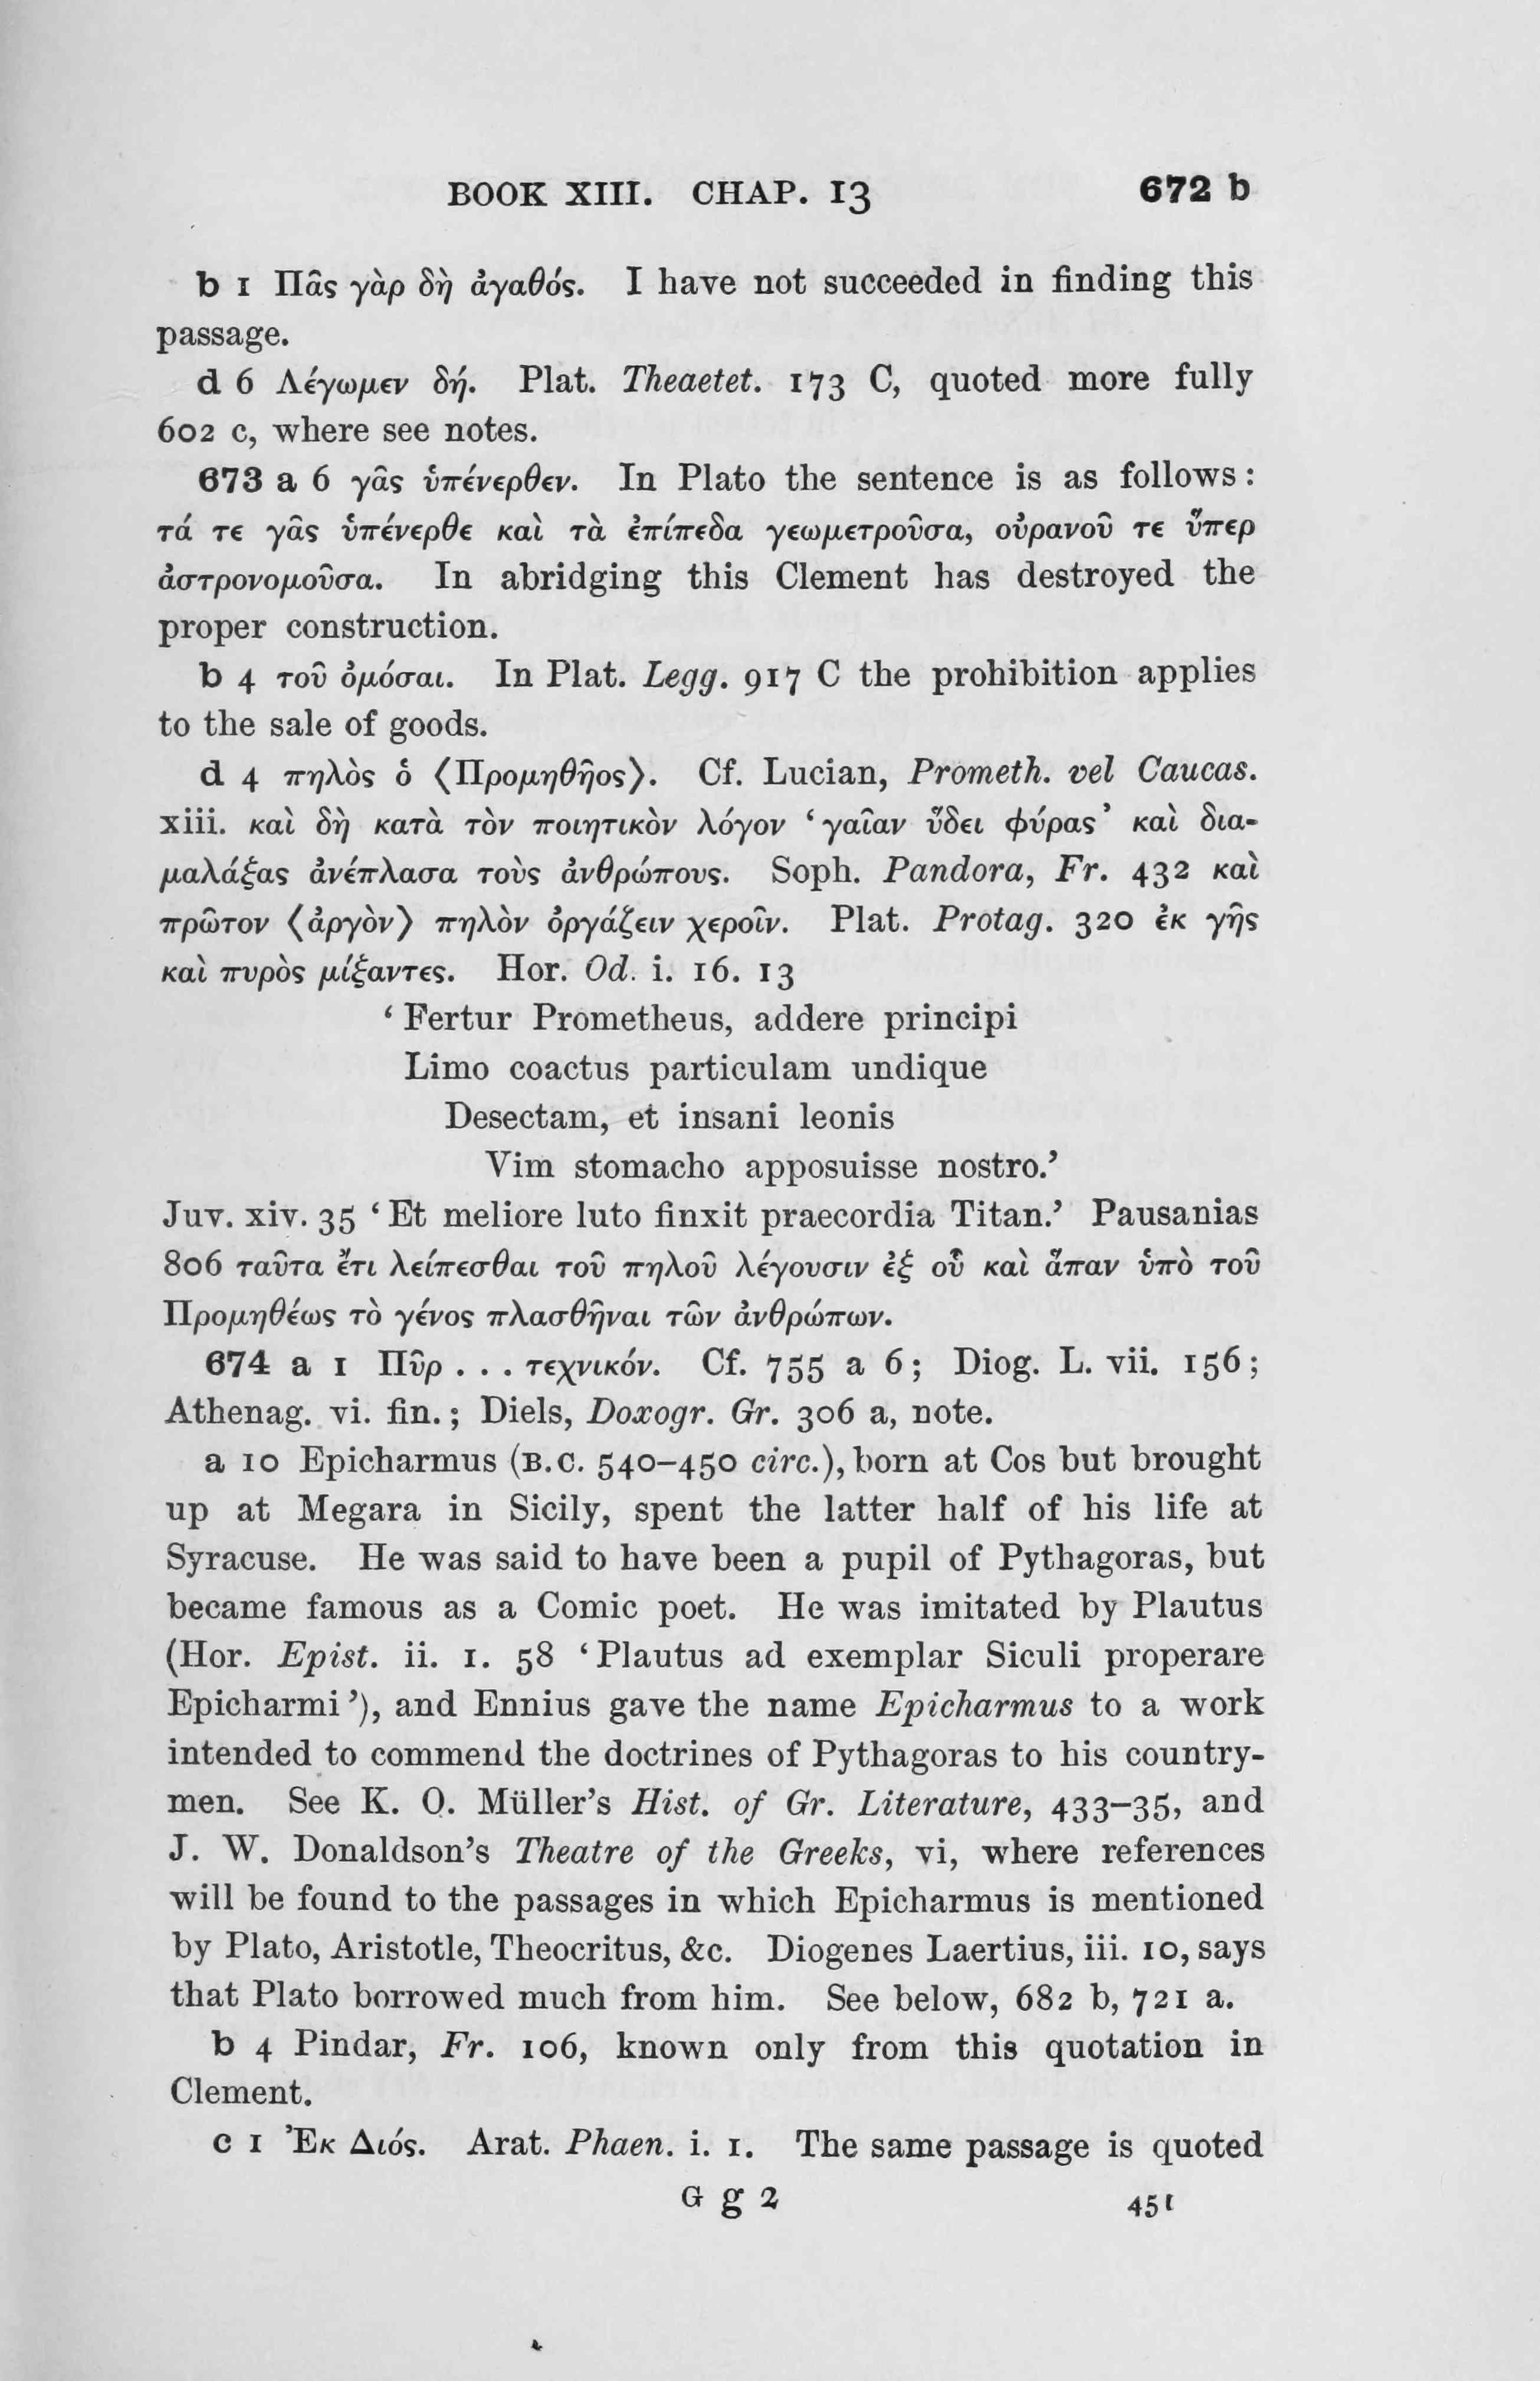 BOOK XIII. CHAP. 13 672 b
b 1 Πᾶς γὰρ δὴ ἀγαθός. I have not succeeded in finding this
passage.
d 6 Λέγωμεν δή. Plat. Theaetet. 173 C, quoted more fully
602 c, where see notes.
673 a 6 γᾶς ὑπένερθεν. In Plato the sentence is as follows:
τά τε γᾶς ὑπένερθε καὶ τὰ ἐπίπεδα γεωμετροῦσα, οὐρανοῦ τε ὕπερ
ἀστρονομοῦσα. In abridging this Clement has destroyed the
proper construction.
b 4 τοῦ ὀμόσαι. In Plat. Legg. 917 C the prohibition applies
to the sale of goods.
d 4 πηλὸς ὁ ⟨Προμηθῆος⟩. Cf. Lucian, Prometh. vel Caucas.
xiii. καὶ δὴ κατὰ τὸν ποιητικὸν λόγον ‘γαῖαν ὕδει φύρας’ καὶ δια-
μαλάξας ἀνέπλασα τοὺς ἀνθρώπους. Soph. Pandora, Fr. 432 καὶ
πρῶτον ⟨ἀργὸν⟩ πηλὸν ὀργάζειν χεροῖν. Plat. Protag. 320 ἐκ γῆς
καὶ πυρὸς μίξαντες. Hor. Od. i. 16. 13
‘Fertur Prometheus, addere principi
Limo coactus particulam undique
Desectam, et insani leonis
Vim stomacho apposuisse nostro.’
Juv. xiv. 35 ‘Et meliore luto finxit praecordia Titan.’ Pausanias
806 ταῦτα ἔτι λείπεσθαι τοῦ πηλοῦ λέγουσιν ἐξ οὗ καὶ ἅπαν ὑπὸ τοῦ
Προμηθέως τὸ γένος πλασθῆναι τῶν ἀνθρώπων.
674 a 1 Πῦρ . . . τεχνικόν. Cf. 755 a 6; Diog. L. vii. 156;
Athenag. vi. fin.; Diels, Doxogr. Gr. 306 a, note.
a 10 Epicharmus (B.C. 540–450 circ.), born at Cos but brought
up at Megara in Sicily, spent the latter half of his life at
Syracuse. He was said to have been a pupil of Pythagoras, but
became famous as a Comic poet. He was imitated by Plautus
(Hor. Epist. ii. 1. 58 ‘Plautus ad exemplar Siculi properare
Epicharmi’), and Ennius gave the name Epicharmus to a work
intended to commend the doctrines of Pythagoras to his country-
men. See K. O. Müller’s Hist. of Gr. Literature, 433–35, and
J. W. Donaldson’s Theatre of the Greeks, vi, where references
will be found to the passages in which Epicharmus is mentioned
by Plato, Aristotle, Theocritus, &c. Diogenes Laertius, iii. 10, says
that Plato borrowed much from him. See below, 682 b, 721 a.
b 4 Pindar, Fr. 106, known only from this quotation in
Clement.
c 1 Ἐκ Διός. Arat. Phaen. i. 1. The same passage is quoted
G g 2 451